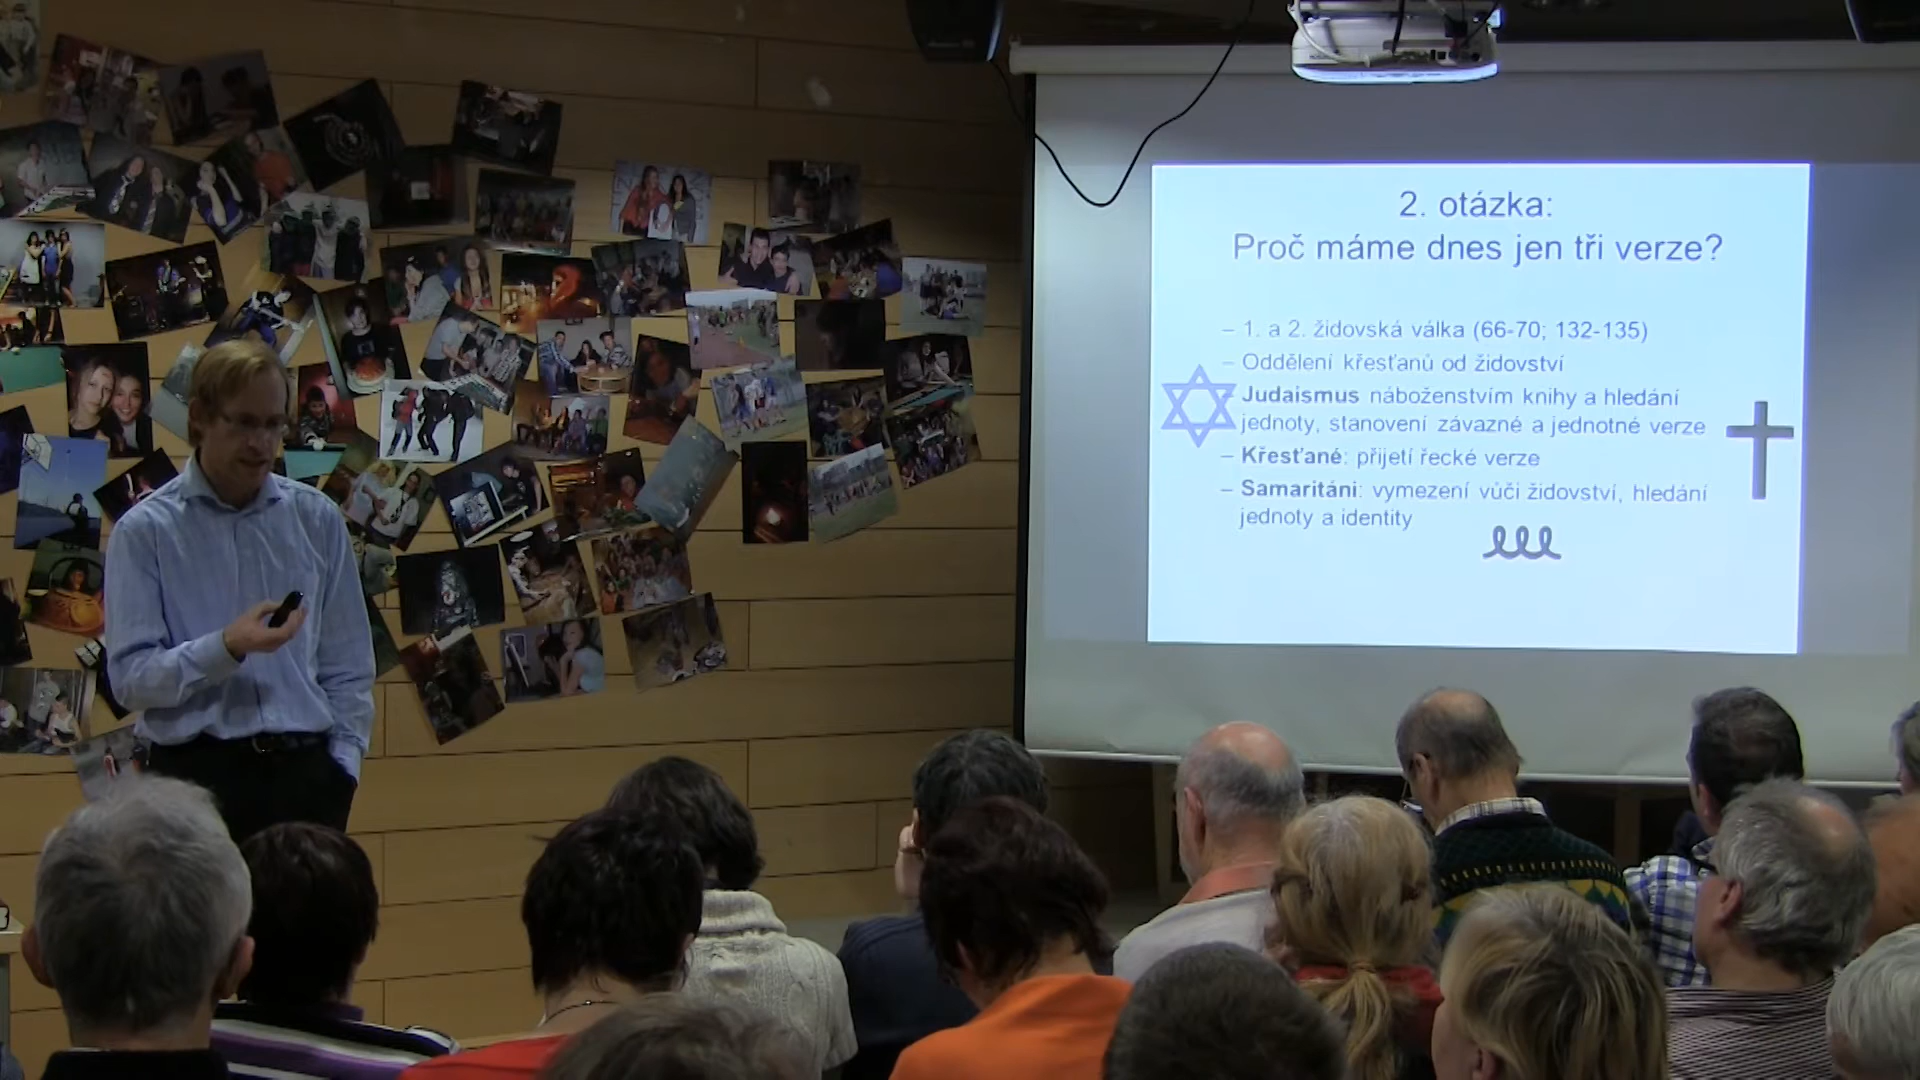 2. otázka:
Proč máme dnes jen tři verze?
– 1. a 2. židovská válka (66-70; 132-135)
– Oddělení křesťanů od židovství
– Judaismus náboženstvím knihy a hledání
jednoty, stanovení závazné a jednotné verze
– Křesťané: přijetí řecké verze
– Samaritáni: vymezení vůči židovství, hledání
jednoty a identity